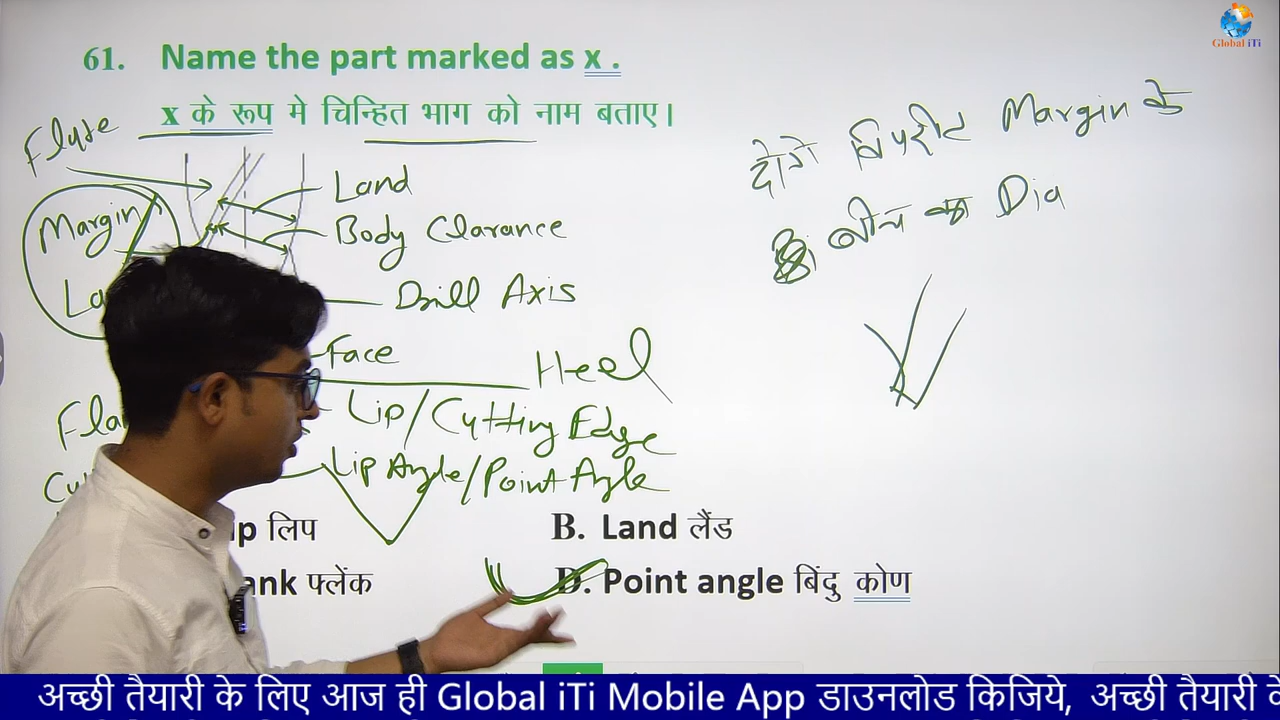 Global iTi
61. Name the part marked as x .
x के रूप मे चिन्हित भाग को नाम बताए।
Flute
Land
Margin
Body Clarance
Drill Axis
Face
Heel
Lip/Cutting Edge
Lip Angle/Point Angle
दोनो विपरीत Margin के
बीच का Dia
लिप
B. Land लैंड
फ्लेंक
D. Point angle बिंदु कोण
अच्छी तैयारी के लिए आज ही Global iTi Mobile App डाउनलोड किजिये, अच्छी तैयारी के